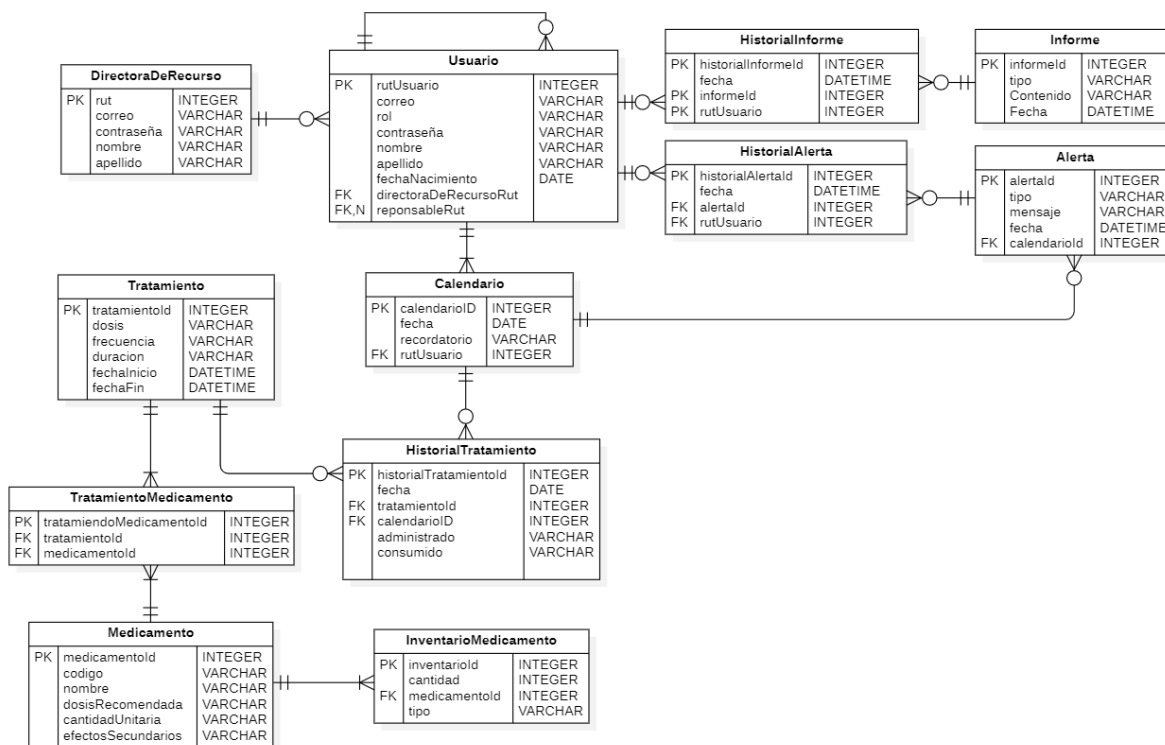 DirectoraDeRecurso
PK rut INTEGER
correo VARCHAR
contraseña VARCHAR
nombre VARCHAR
apellido VARCHAR
Usuario
PK rutUsuario INTEGER
correo VARCHAR
rol VARCHAR
contraseña VARCHAR
nombre VARCHAR
apellido VARCHAR
fechaNacimiento DATE
FK directoraDeRecursoRut
FK,N reponsableRut
HistorialInforme
PK historialInformeId INTEGER
fecha DATETIME
PK informeId INTEGER
PK rutUsuario INTEGER
Informe
PK informeId INTEGER
tipo VARCHAR
Contenido VARCHAR
Fecha DATETIME
HistorialAlerta
PK historialAlertaId INTEGER
fecha DATETIME
FK alertaId INTEGER
FK rutUsuario INTEGER
Alerta
PK alertaId INTEGER
tipo VARCHAR
mensaje VARCHAR
fecha DATETIME
FK calendarioId INTEGER
Tratamiento
PK tratamientoId INTEGER
dosis VARCHAR
frecuencia VARCHAR
duracion VARCHAR
fechaInicio DATETIME
fechaFin DATETIME
Calendario
PK calendarioID INTEGER
fecha DATE
recordatorio VARCHAR
FK rutUsuario INTEGER
HistorialTratamiento
PK historialTratamientoId INTEGER
fecha DATE
FK tratamientoId INTEGER
FK calendarioID INTEGER
administrado VARCHAR
consumido VARCHAR
TratamientoMedicamento
PK tratamiendoMedicamentoId INTEGER
FK tratamientoId INTEGER
FK medicamentoId INTEGER
Medicamento
PK medicamentoId INTEGER
codigo VARCHAR
nombre VARCHAR
dosisRecomendada VARCHAR
cantidadUnitaria VARCHAR
efectosSecundarios VARCHAR
InventarioMedicamento
PK inventarioId INTEGER
cantidad INTEGER
FK medicamentoId INTEGER
tipo VARCHAR